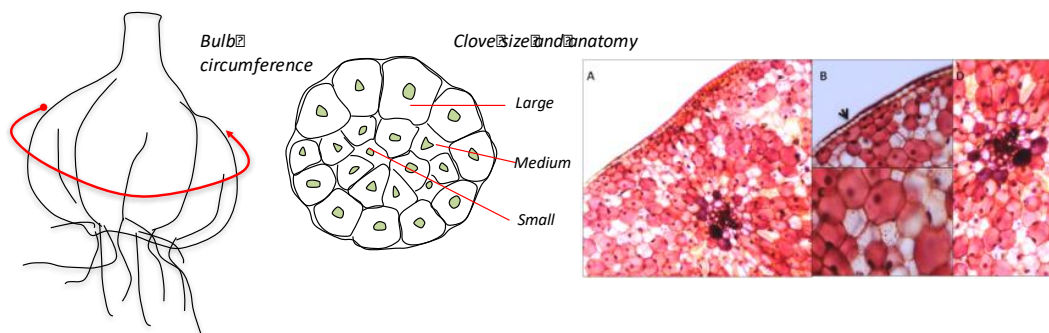 Bulb
circumference
Clove size and anatomy
Large
Medium
Small
A
B
D